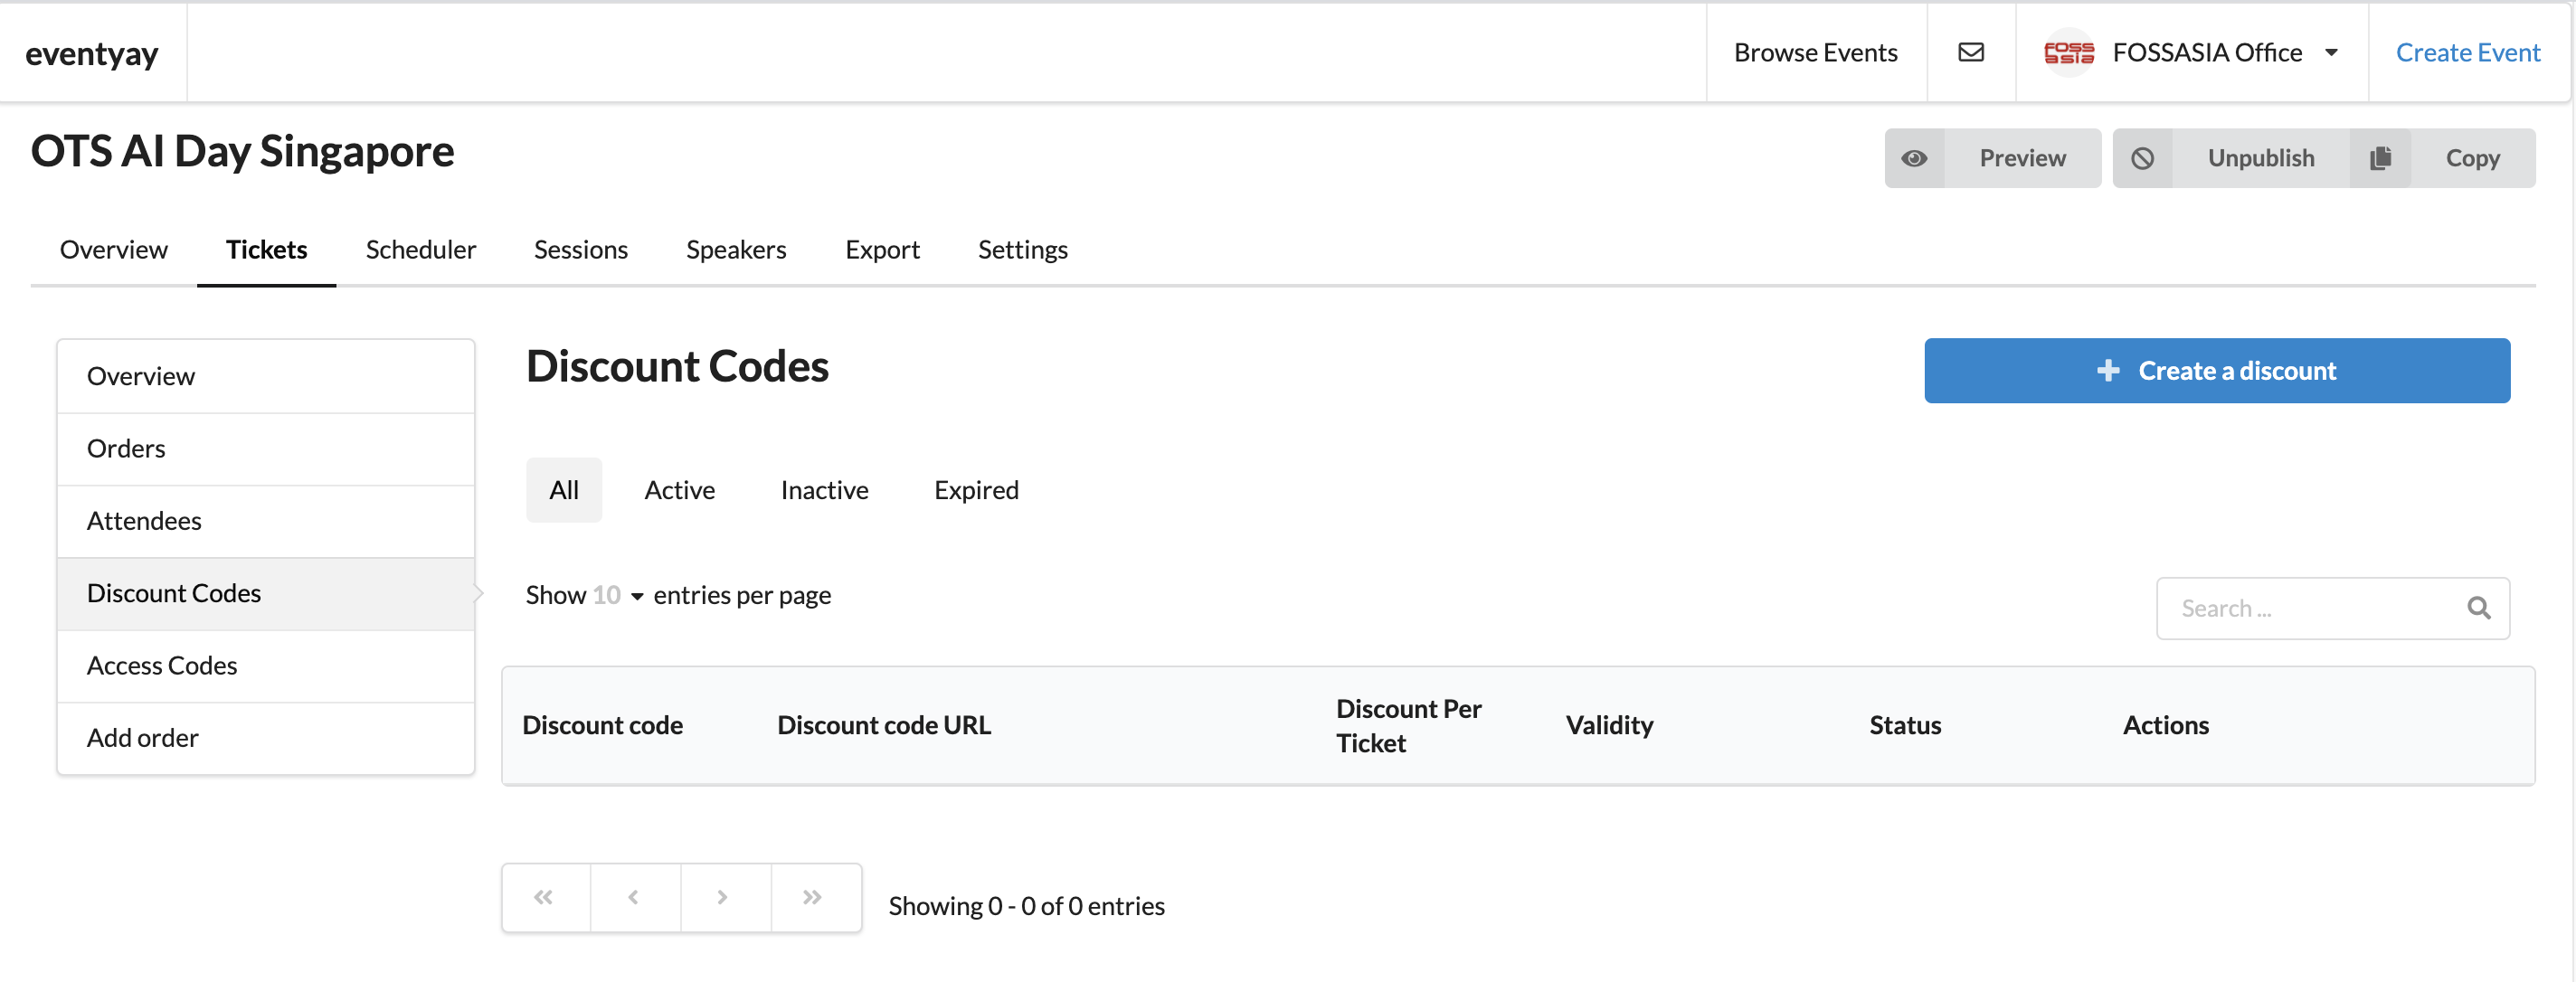 eventyay
Browse Events
FOSS
ASIA
FOSSASIA Office
Create Event
OTS AI Day Singapore
Preview
Unpublish
Copy
Overview
Tickets
Scheduler
Sessions
Speakers
Export
Settings
Overview
Orders
Attendees
Discount Codes
Access Codes
Add order
Discount Codes
Create a discount
All
Active
Inactive
Expired
Show 10 entries per page
Search ...
Discount code
Discount code URL
Discount Per
Ticket
Validity
Status
Actions
Showing 0 - 0 of 0 entries